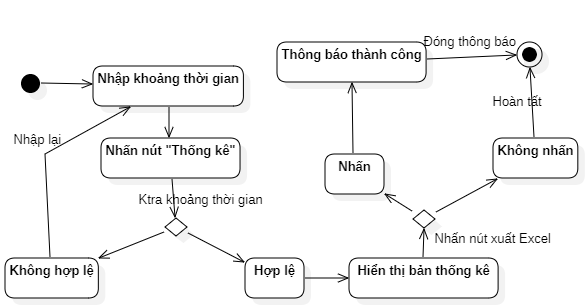 Đóng thông báo
Thông báo thành công
Nhập khoảng thời gian
Hoàn tất
Nhập lại
Nhấn nút "Thống kê"
Không nhấn
Nhấn
Ktra khoảng thời gian
Nhấn nút xuất Excel
Không hợp lệ
Hợp lệ
Hiển thị bản thống kê